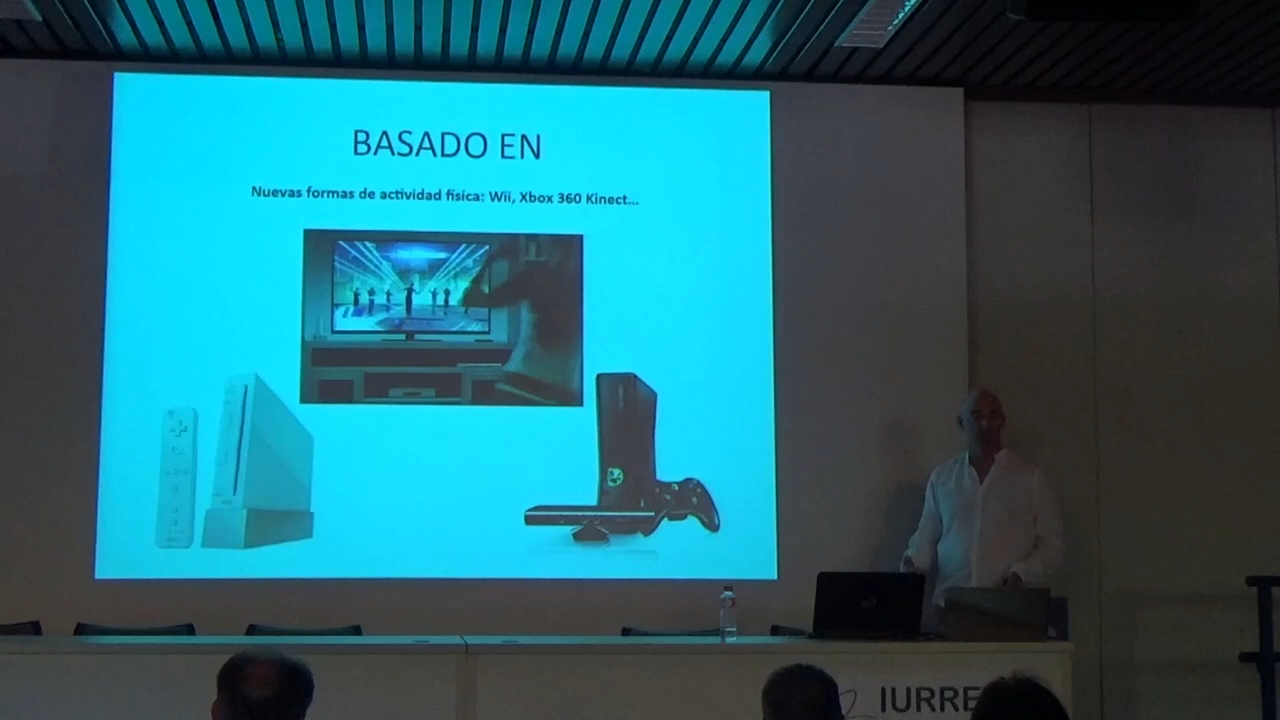 BASADO EN
Nuevas formas de actividad física: Wii, Xbox 360 Kinect...
IURRE